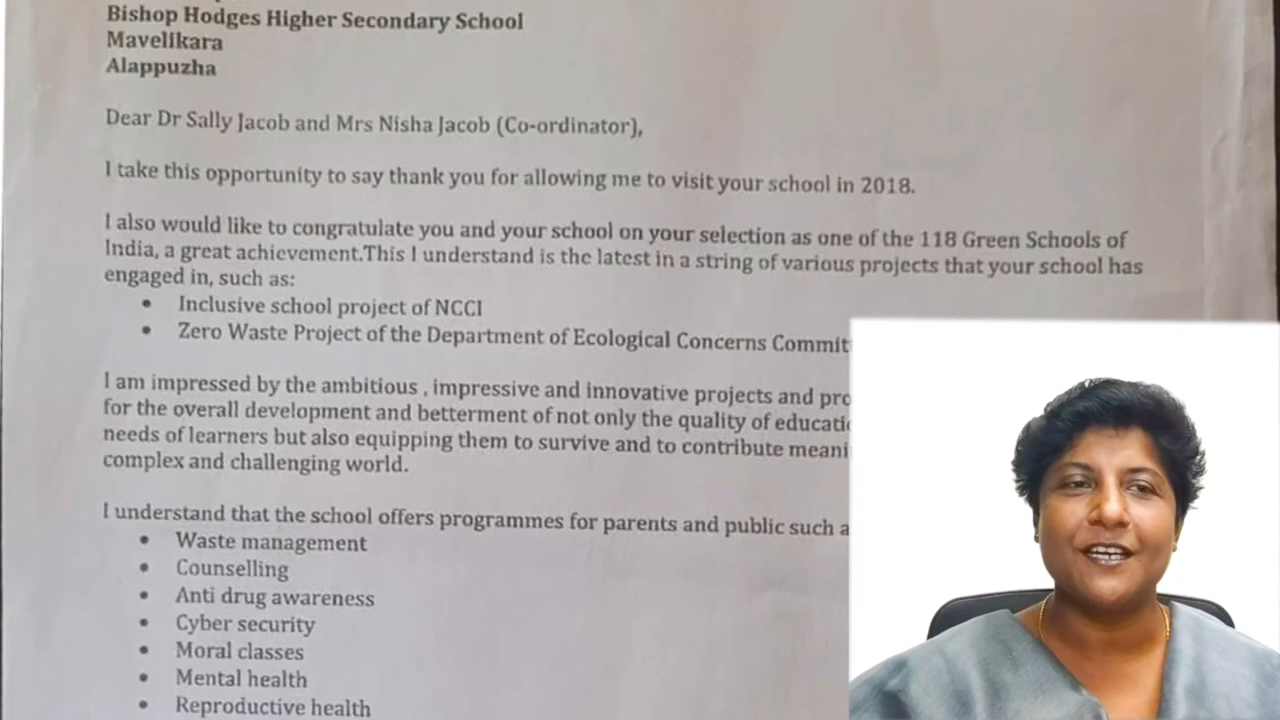 Bishop Hodges Higher Secondary School
Mavelikara
Alappuzha
Dear Dr Sally Jacob and Mrs Nisha Jacob (Co-ordinator),
I take this opportunity to say thank you for allowing me to visit your school in 2018.
I also would like to congratulate you and your school on your selection as one of the 118 Green Schools of
India, a great achievement.This I understand is the latest in a string of various projects that your school has
engaged in, such as:
• Inclusive school project of NCCI
• Zero Waste Project of the Department of Ecological Concerns Commit
I am impressed by the ambitious , impressive and innovative projects and pro
for the overall development and betterment of not only the quality of educati
needs of learners but also equipping them to survive and to contribute meani
complex and challenging world.
I understand that the school offers programmes for parents and public such a
• Waste management
• Counselling
• Anti drug awareness
• Cyber security
• Moral classes
• Mental health
• Reproductive health